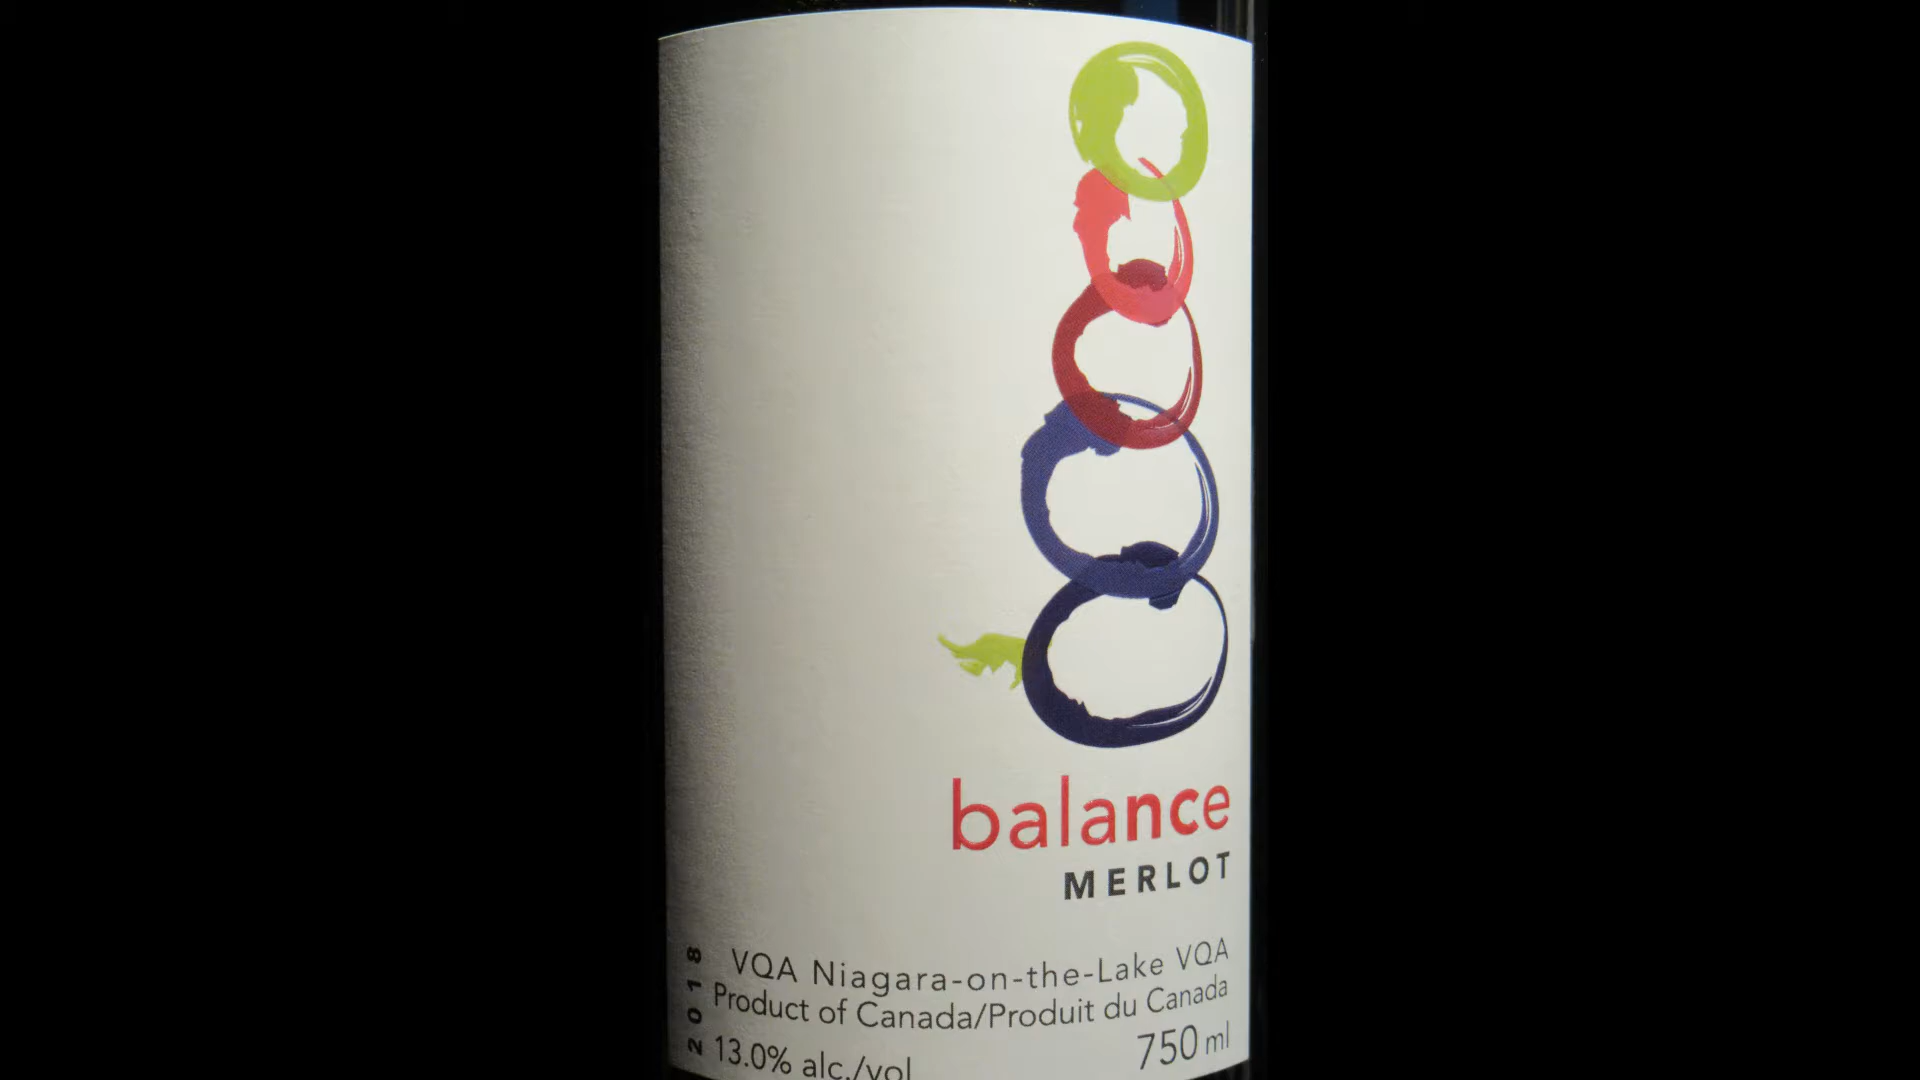 balance
MERLOT
2018
VQA Niagara-on-the-Lake VQA
Product of Canada/Produit du Canada
13.0% alc./vol
750 ml